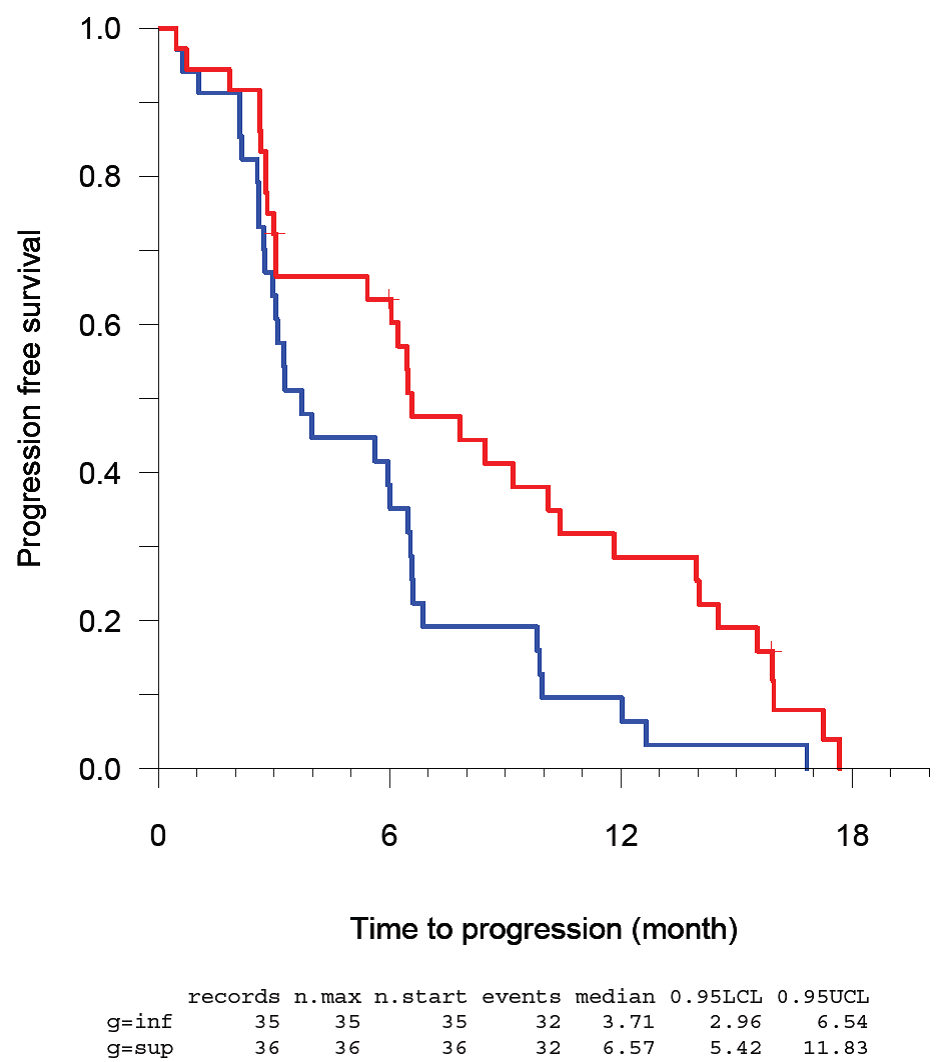 Progression free survival
1.0
0.8
0.6
0.4
0.2
0.0
0 6 12 18
Time to progression (month)
records n.max n.start events median 0.95LCL 0.95UCL
g=inf 35 35 35 32 3.71 2.96 6.54
g=sup 36 36 36 32 6.57 5.42 11.83